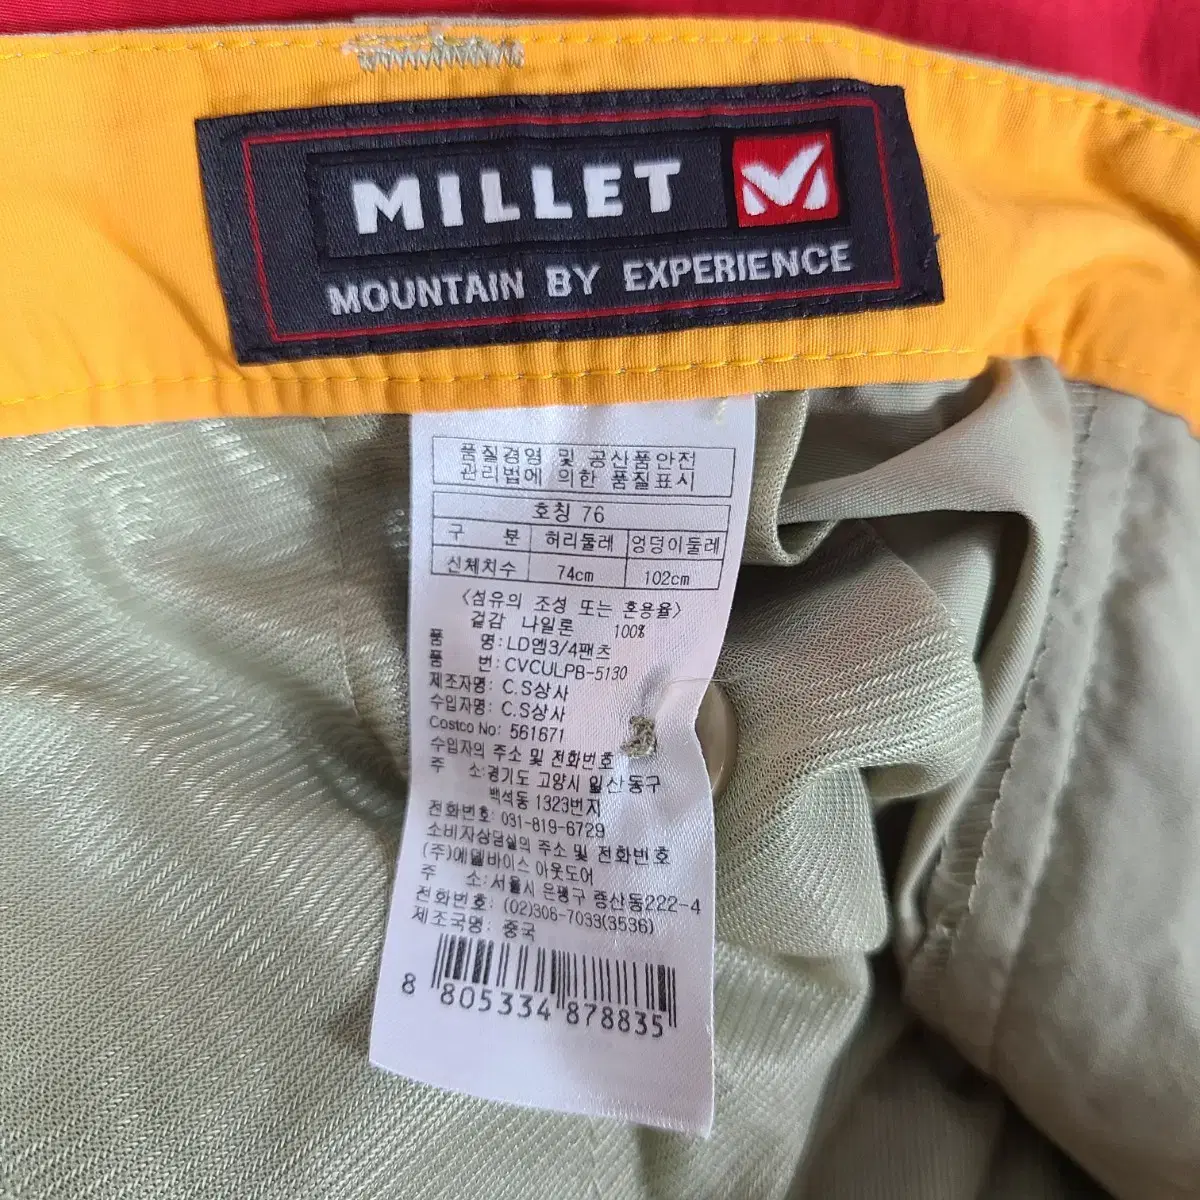 MILLET
MOUNTAIN BY EXPERIENCE
품질경영 및 공산품안전
관리법에 의한 품질표시
호칭 76
구 분 허리둘레 엉덩이둘레
신체치수 74cm 102cm
<섬유의 조성 또는 혼용율>
겉감 나일론 100%
품 명: LD엠3/4팬츠
품 번: CVCULPB-5130
제조자명: C.S상사
수입자명: C.S상사
Costco No: 561671
수입자의 주소 및 전화번호
주 소:경기도 고양시 일산동구
백석동 1323번지
전화번호: 031-819-6729
소비자상담실의 주소 및 전화번호
(주)에델바이스 아웃도어
주 소:서울시 은평구 증산동222-4
전화번호: (02)306-7033(3536)
제조국명: 중국
8 805334 878835